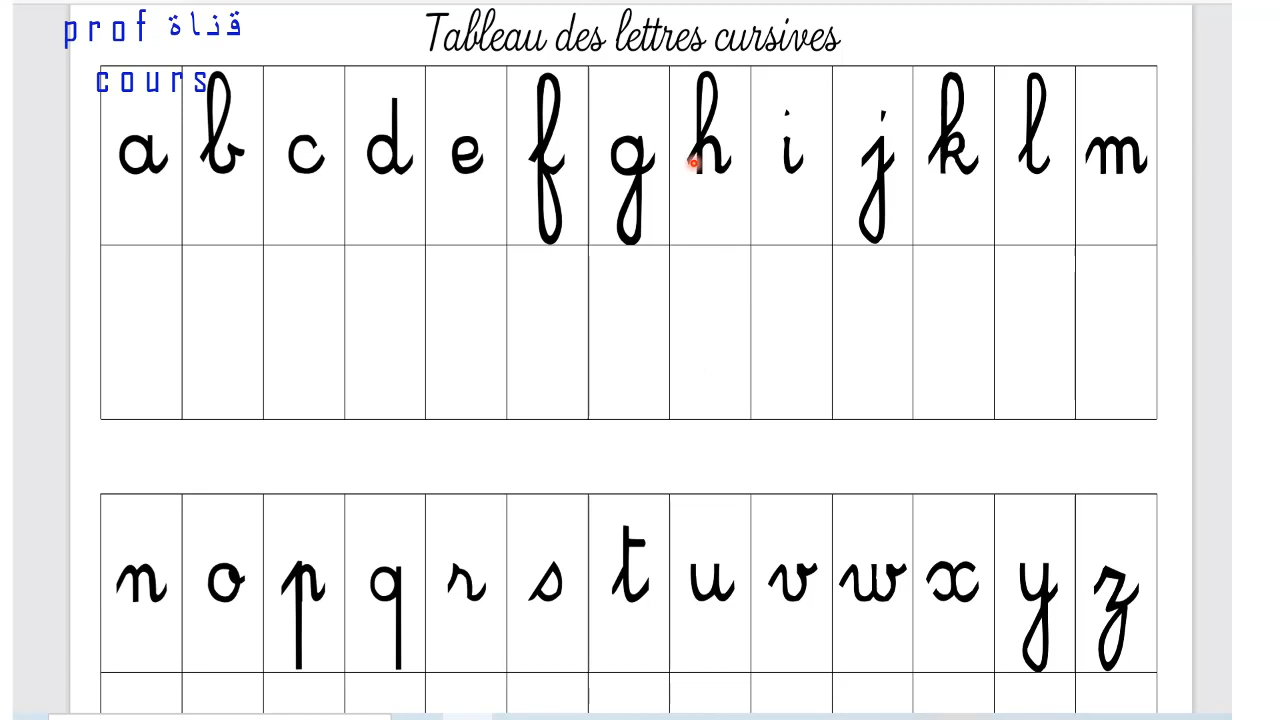 prof قناة
cours
Tableau des lettres cursives
a b c d e f g h i j k l m
n o p q r s t u v w x y z